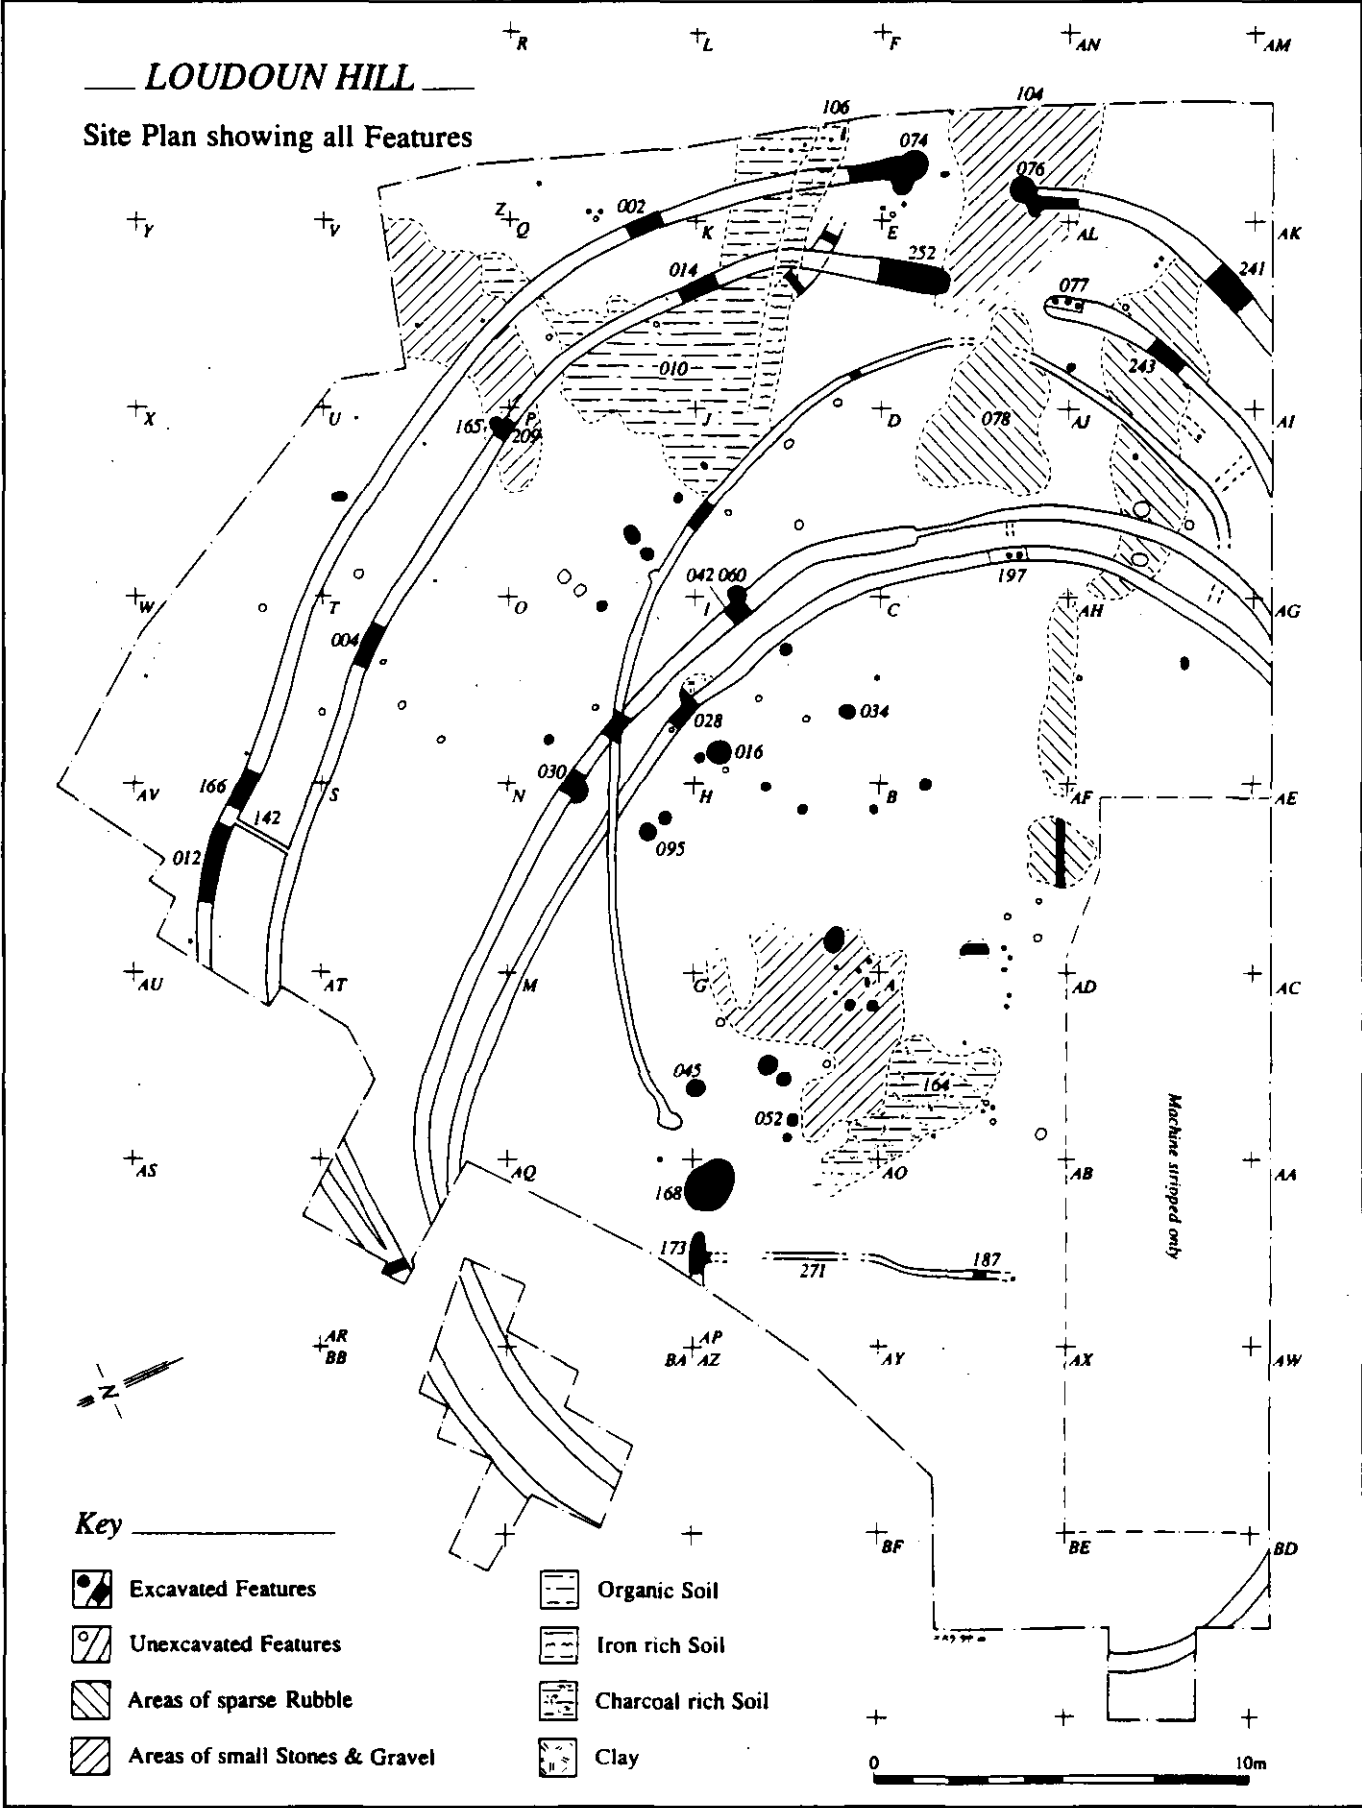 R L F AN AM
LOUDOUN HILL
Site Plan showing all Features
106 104
074
076
002
Z
Y V Q K E AL AK
014 252 241
077
010 243
X U P J D AJ AI
165 209 078
042 060 197
W T O I C AH AG
004
028 034
016
166 030
AV S N H B AF AE
142
012 095
AU AT M G A AD AC
045 164
052
AS AQ AO AB AA
168
173 271 187
Machine stripped only
AR AP
BB BA AZ AY AX AW
N
BF BE BD
Key
Excavated Features
Unexcavated Features
Areas of sparse Rubble
Areas of small Stones & Gravel
Organic Soil
Iron rich Soil
Charcoal rich Soil
Clay
0 10m